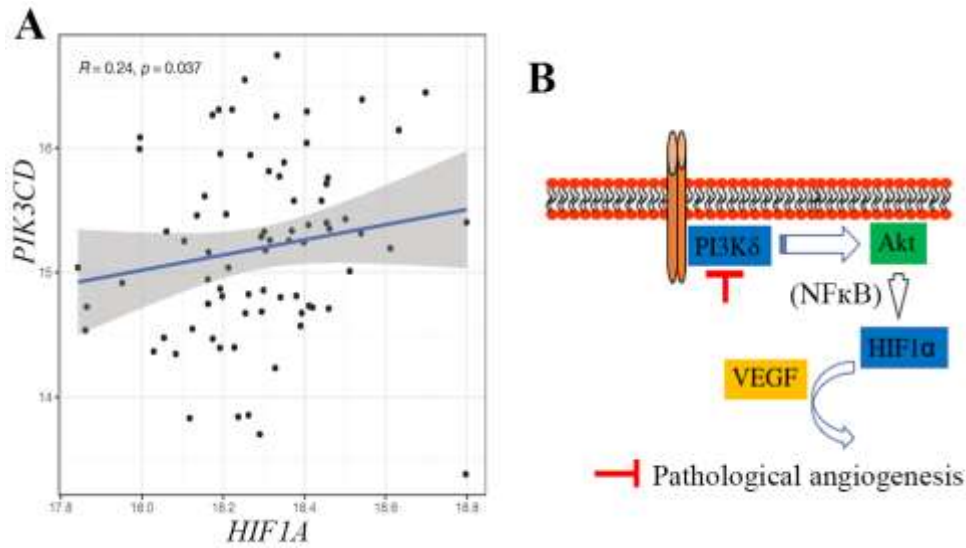 A
R = 0.24, p = 0.037
PIK3CD
16
15
14
17.8 18.0 18.2 18.4 18.6 18.8
HIF1A
B
PI3Kδ
Akt
(NFκB)
HIF1α
VEGF
Pathological angiogenesis